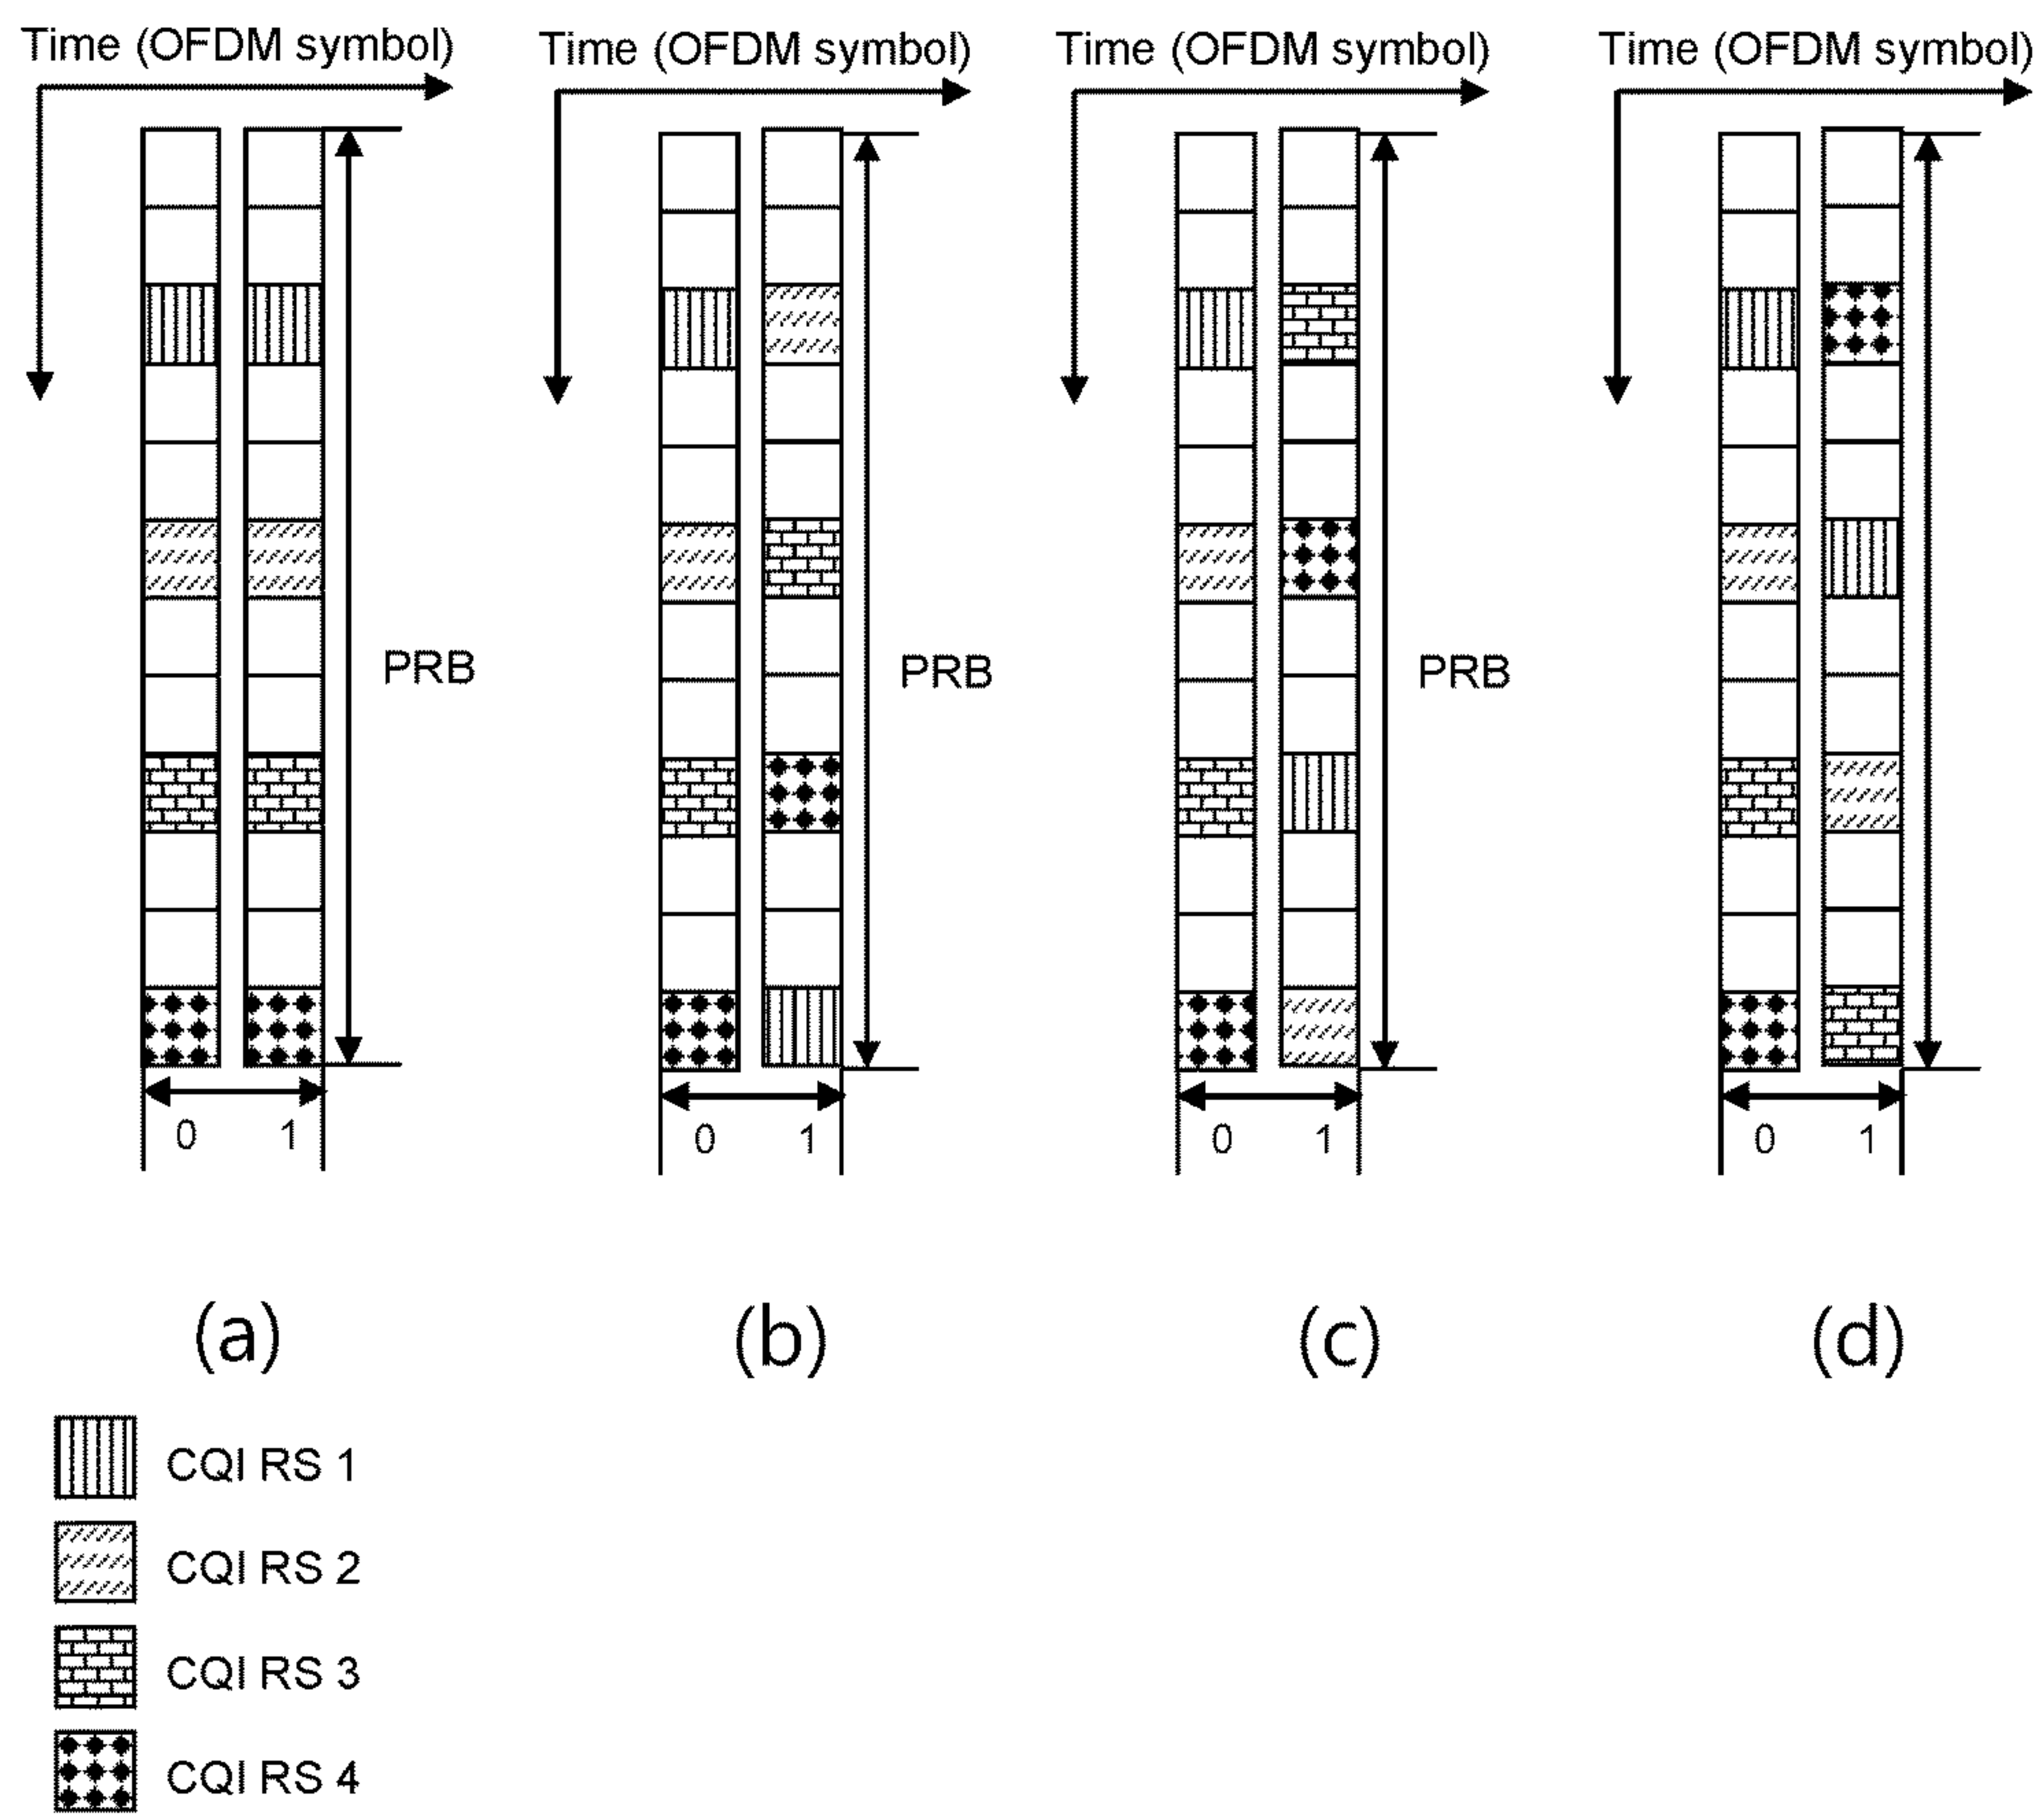 Time (OFDM symbol) Time (OFDM symbol) Time (OFDM symbol) Time (OFDM symbol)
PRB PRB PRB
0 1 0 1 0 1 0 1
(a) (b) (c) (d)
CQI RS 1
CQI RS 2
CQI RS 3
CQI RS 4